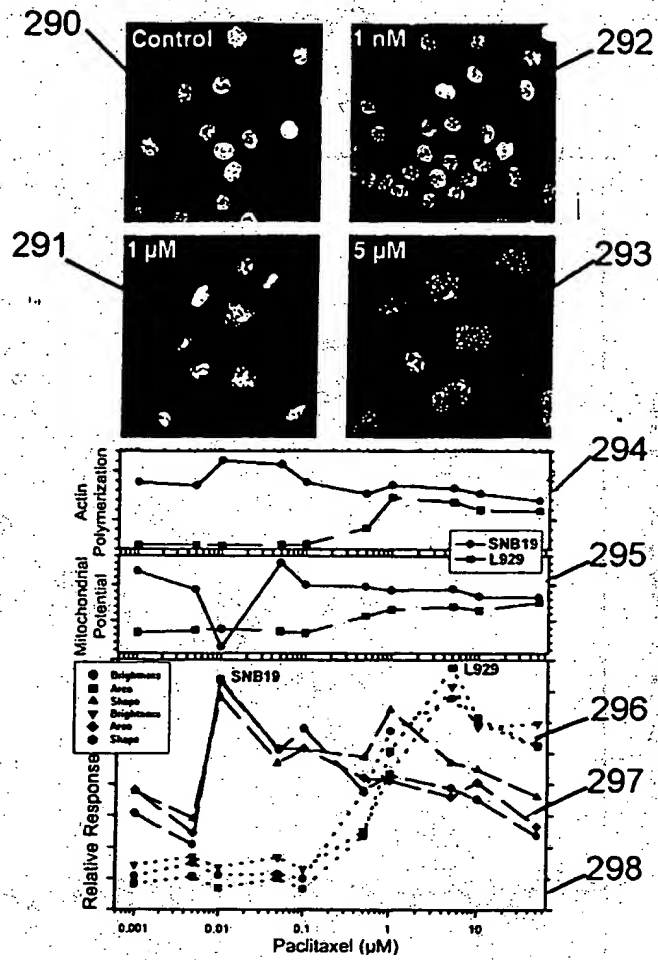 290
Control
1 nM
292
291
1 µM
5 µM
293
Actin
Polymerization
294
SNB19
L929
Mitochondrial
Potential
295
Relative Response
Brightness
Area
Shape
Brightness
Area
Shape
SNB19
L929
296
297
298
0.001
0.01
0.1
1
10
Paclitaxel (µM)